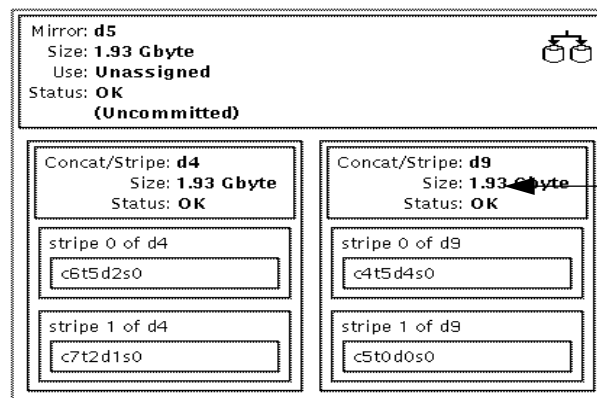 Mirror: d5
Size: 1.93 Gbyte
Use: Unassigned
Status: OK
(Uncommitted)
Concat/Stripe: d4
Size: 1.93 Gbyte
Status: OK
stripe 0 of d4
c6t5d2s0
stripe 1 of d4
c7t2d1s0
Concat/Stripe: d9
Size: 1.93 Gbyte
Status: OK
stripe 0 of d9
c4t5d4s0
stripe 1 of d9
c5t0d0s0